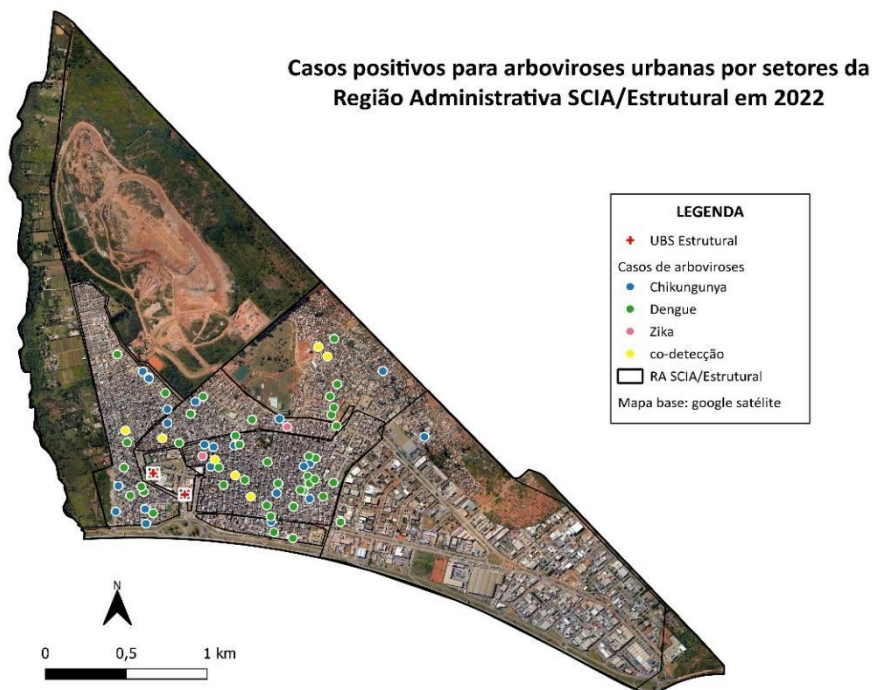 Casos positivos para arboviroses urbanas por setores da
Região Administrativa SCIA/Estrutural em 2022
LEGENDA
UBS Estrutural
Casos de arboviroses
Chikungunya
Dengue
Zika
co-detecção
RA SCIA/Estrutural
Mapa base: google satélite
N
0 0,5 1 km